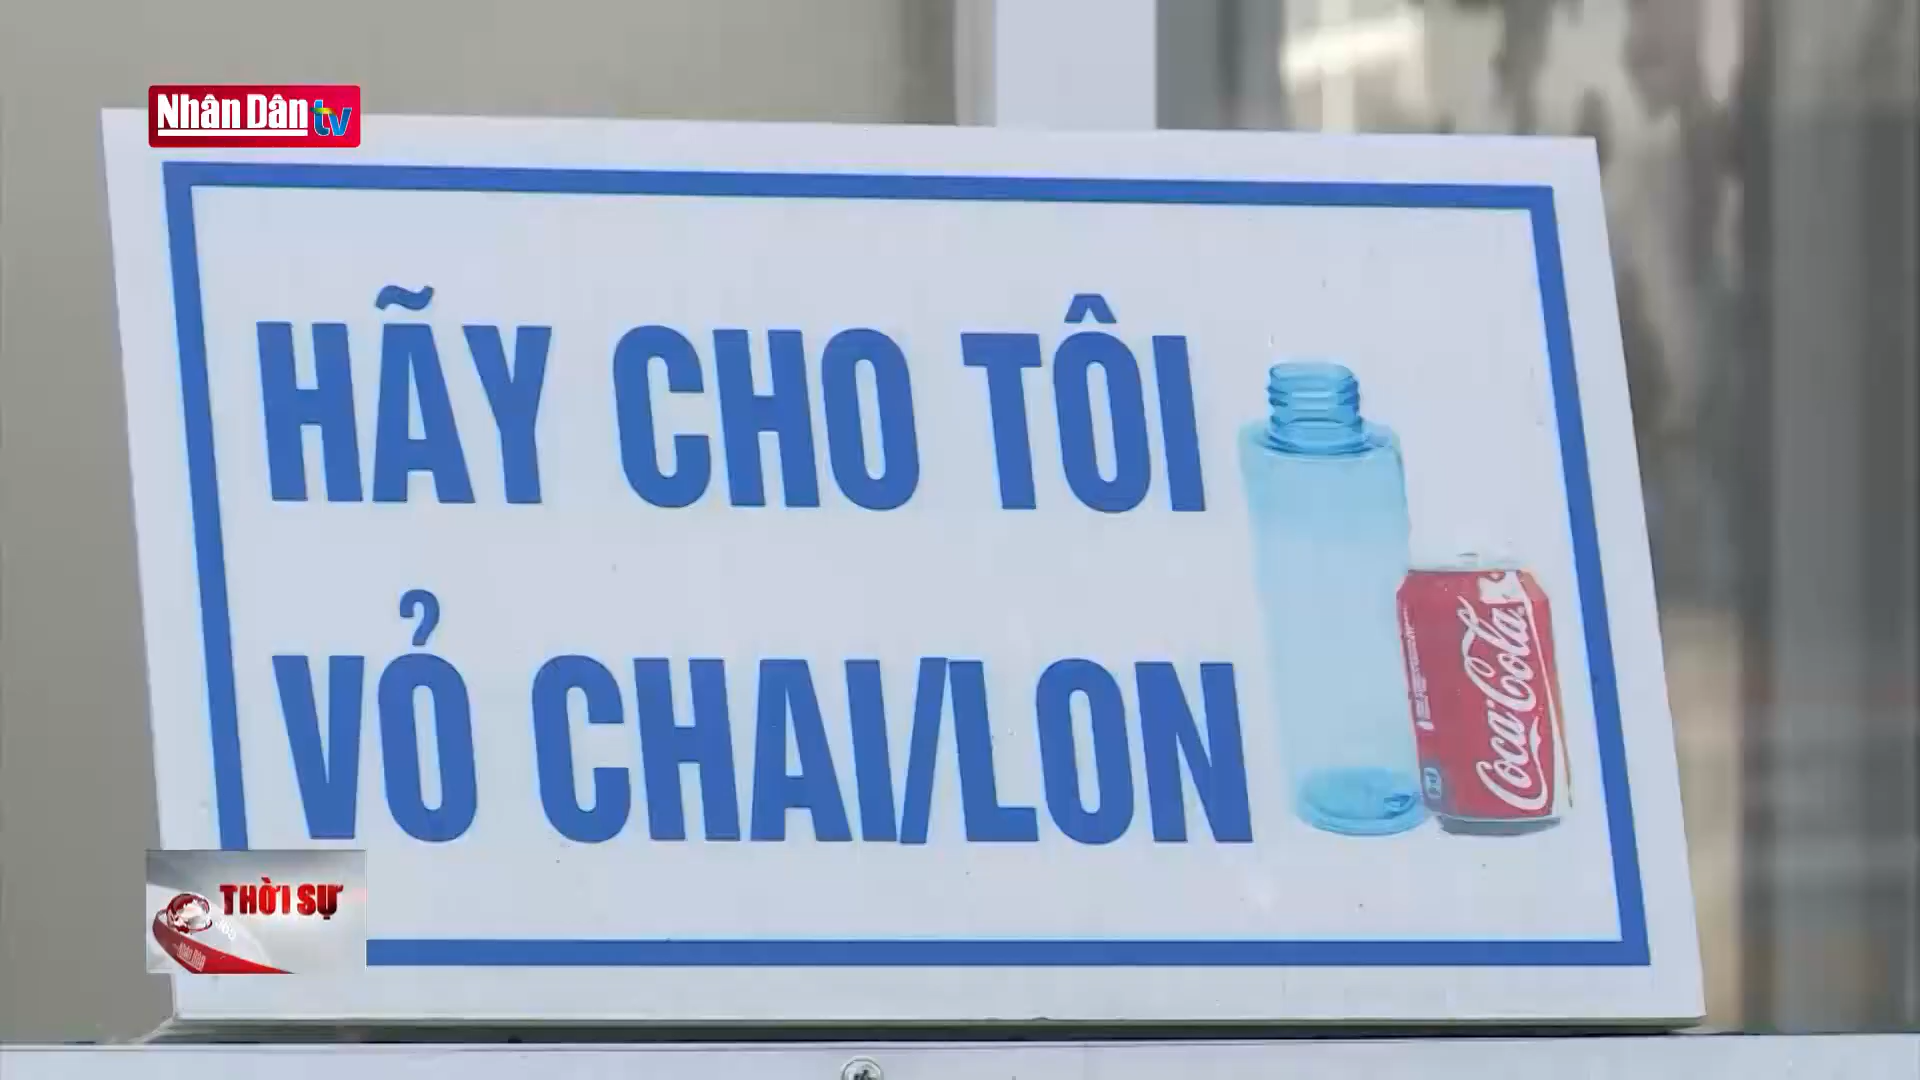 Nhân Dân tv
HÃY CHO TÔI
VỎ CHAI/LON
Coca-Cola
THỜI SỰ